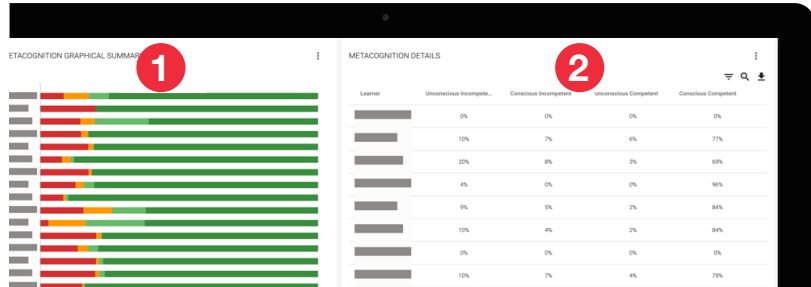 ETACOGNITION GRAPHICAL SUMMAR
1
METACOGNITION DETAILS
2
Learner Unconscious Incompete... Conscious Incompetent Unconscious Competent Conscious Competent
0% 0% 0% 0%
10% 7% 6% 77%
20% 8% 3% 69%
4% 0% 0% 96%
9% 5% 2% 84%
10% 4% 2% 84%
0% 0% 0% 0%
10% 7% 4% 79%